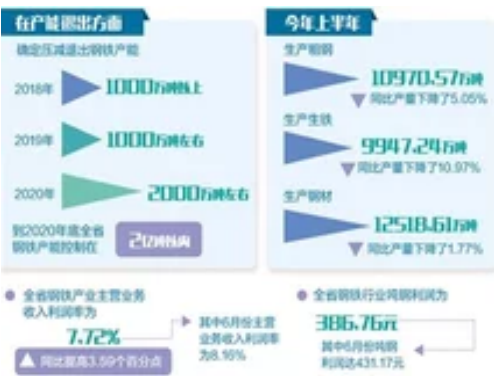 在产能退出方面
确定压减退出钢铁产能
2018年
1000万吨以上
2019年
1000万吨左右
2020年
2000万吨左右
到2020年底全省
钢铁产能控制在
2亿吨以内
今年上半年
生产粗钢
10970.57万吨
同比产量下降了5.05%
生产生铁
9947.24万吨
同比产量下降了10.97%
生产钢材
12518.61万吨
同比产量下降了1.77%
全省钢铁产业主营业务
收入利润率为
7.72%
同比提高3.59个百分点
其中6月份主营
业务收入利润率
为8.16%
全省钢铁行业吨钢利润为
386.76元
其中6月份吨钢
利润达431.17元